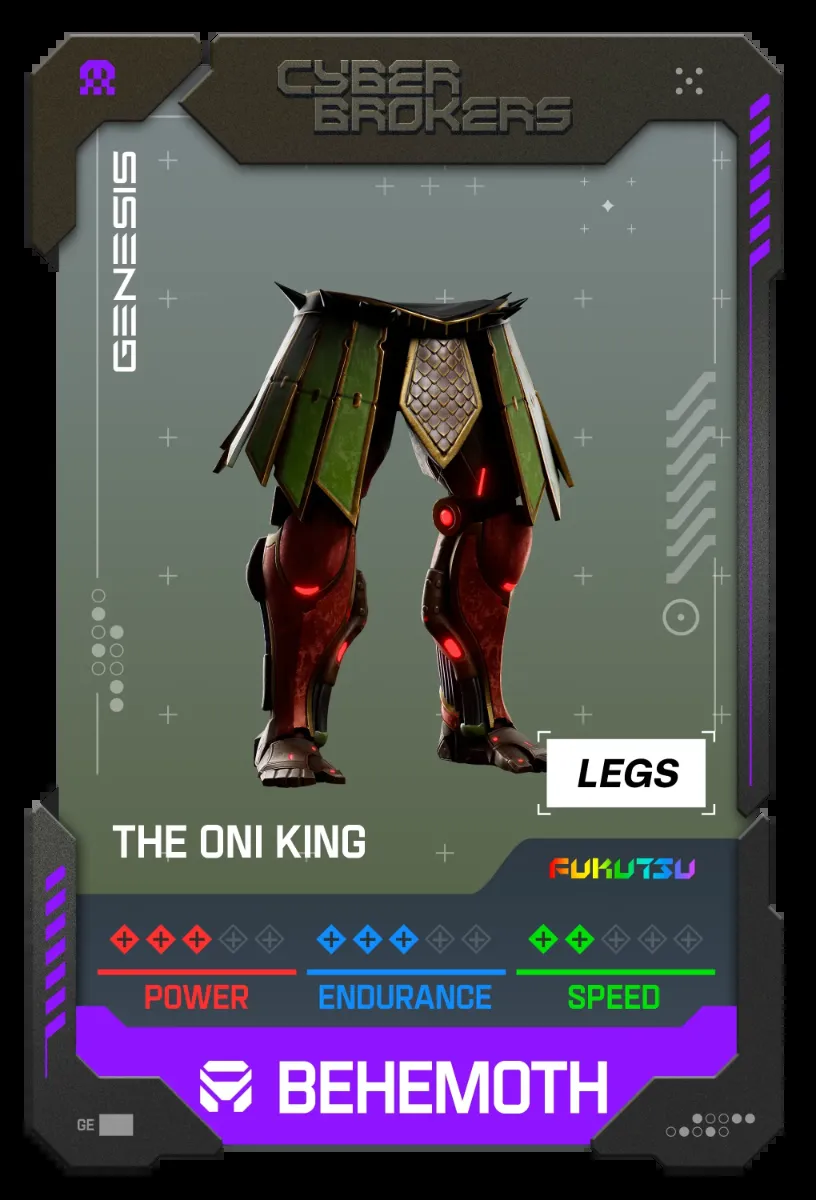 CYBER
BROKERS
GENESIS
LEGS
THE ONI KING
FUKUTSU
POWER
ENDURANCE
SPEED
BEHEMOTH
GE